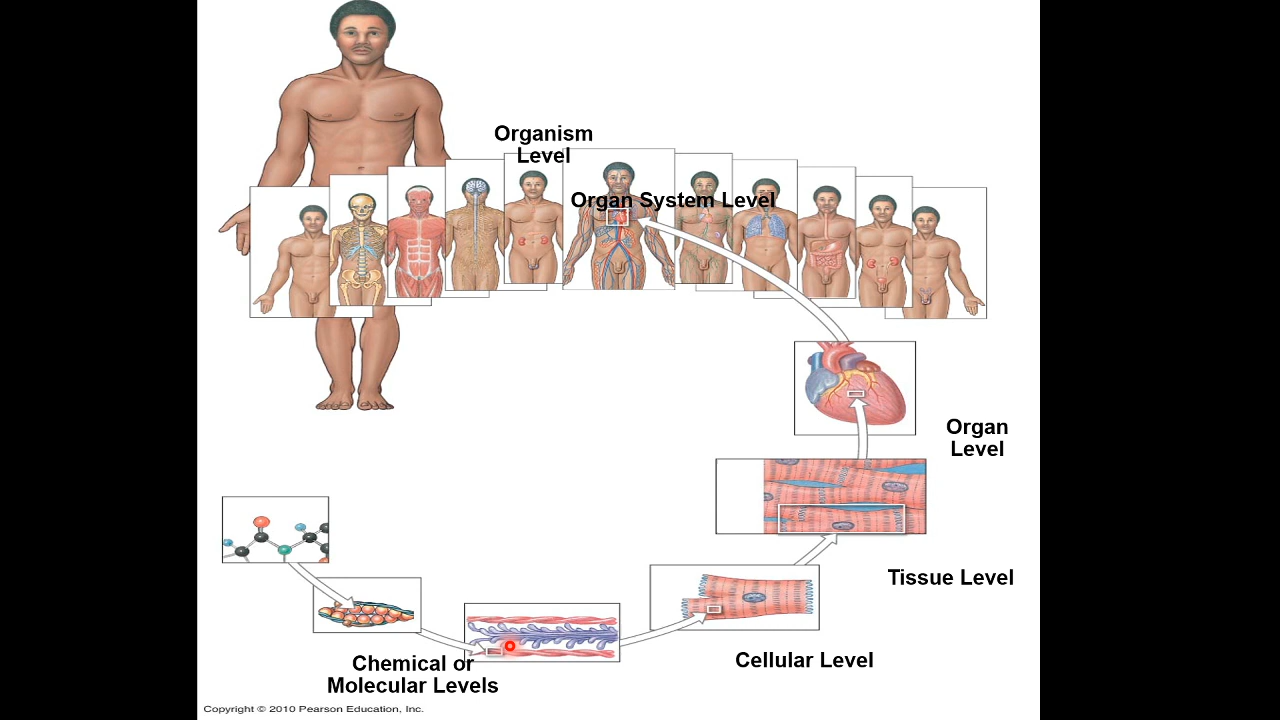 Organism
Level
Organ System Level
Organ
Level
Tissue Level
Cellular Level
Chemical or
Molecular Levels
Copyright © 2010 Pearson Education, Inc.